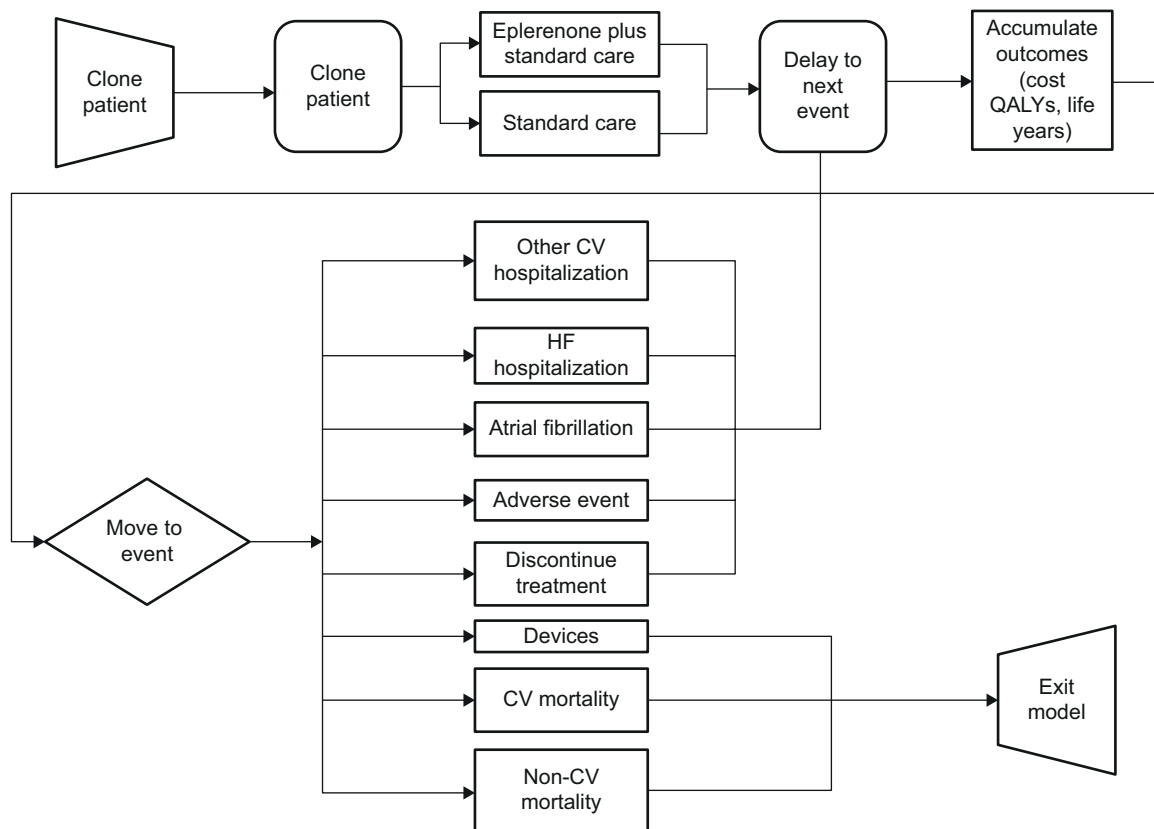 Clone
patient
Clone
patient
Eplerenone plus
standard care
Standard care
Delay to
next
event
Accumulate
outcomes
(cost
QALYs, life
years)
Other CV
hospitalization
HF
hospitalization
Atrial fibrillation
Adverse event
Move to
event
Discontinue
treatment
Devices
CV mortality
Exit
model
Non-CV
mortality